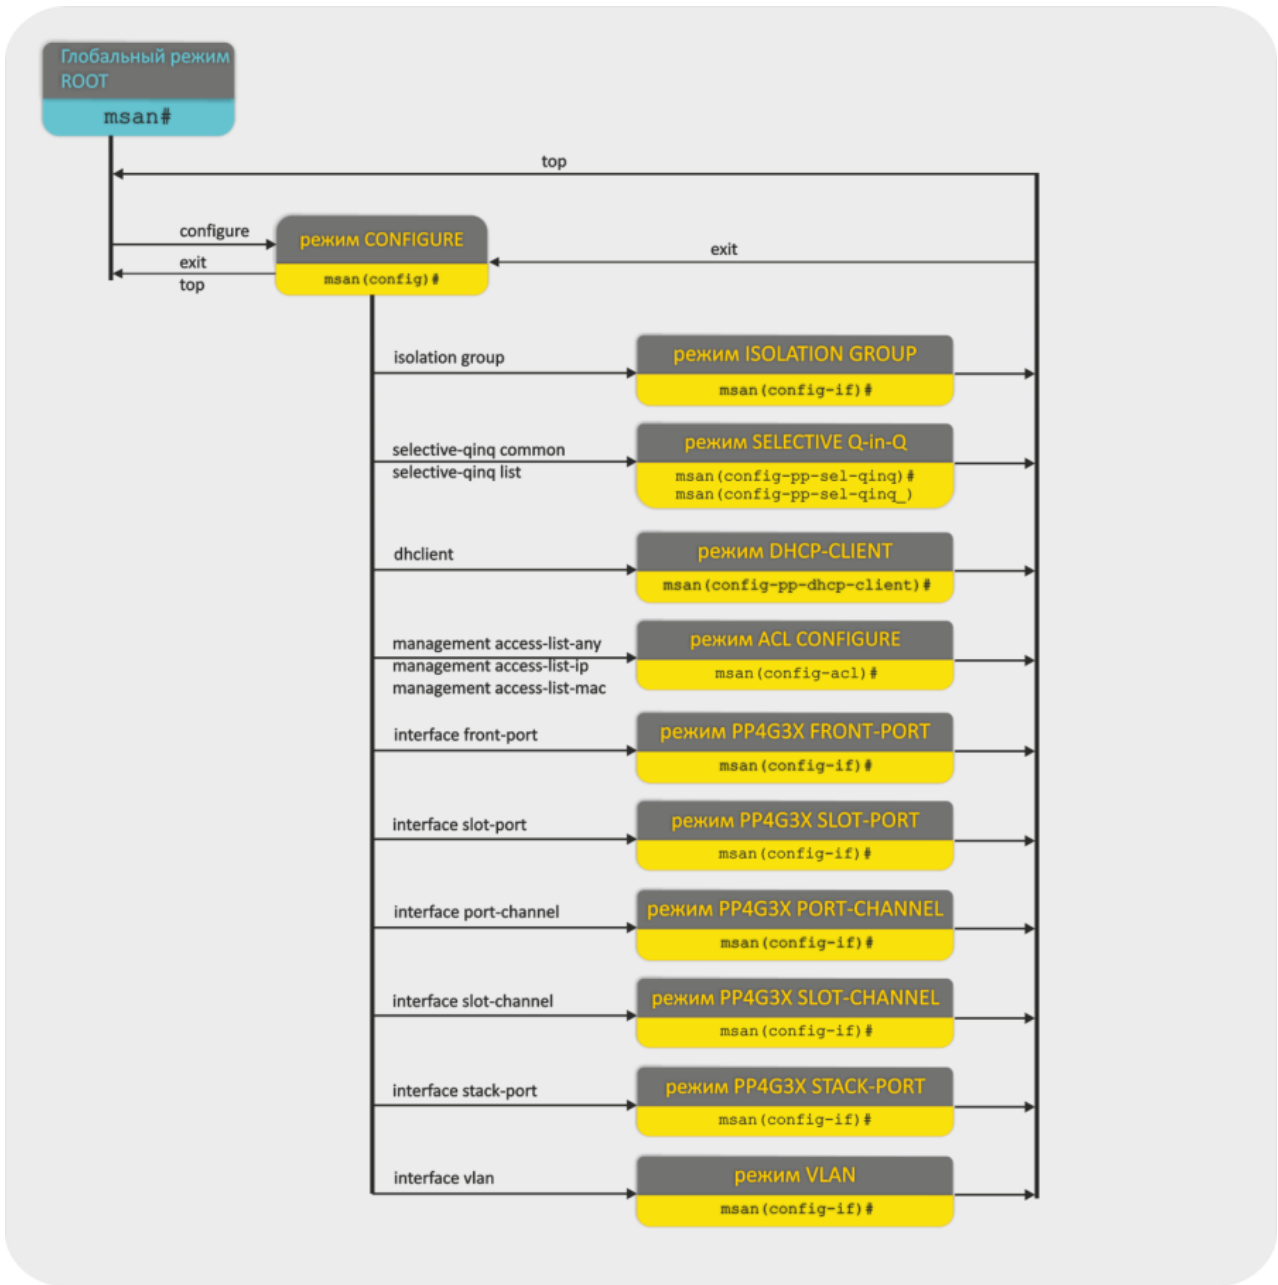 Глобальный режим
ROOT
msan#
top
configure
режим CONFIGURE
exit
exit
top
msan(config)#
isolation group
режим ISOLATION GROUP
msan(config-if)#
selective-qinq common
selective-qinq list
режим SELECTIVE Q-in-Q
msan(config-pp-sel-qinq)#
msan(config-pp-sel-qinq_)
dhclient
режим DHCP-CLIENT
msan(config-pp-dhcp-client)#
management access-list-any
management access-list-ip
management access-list-mac
режим ACL CONFIGURE
msan(config-acl)#
interface front-port
режим PP4G3X FRONT-PORT
msan(config-if)#
interface slot-port
режим PP4G3X SLOT-PORT
msan(config-if)#
interface port-channel
режим PP4G3X PORT-CHANNEL
msan(config-if)#
interface slot-channel
режим PP4G3X SLOT-CHANNEL
msan(config-if)#
interface stack-port
режим PP4G3X STACK-PORT
msan(config-if)#
interface vlan
режим VLAN
msan(config-if)#